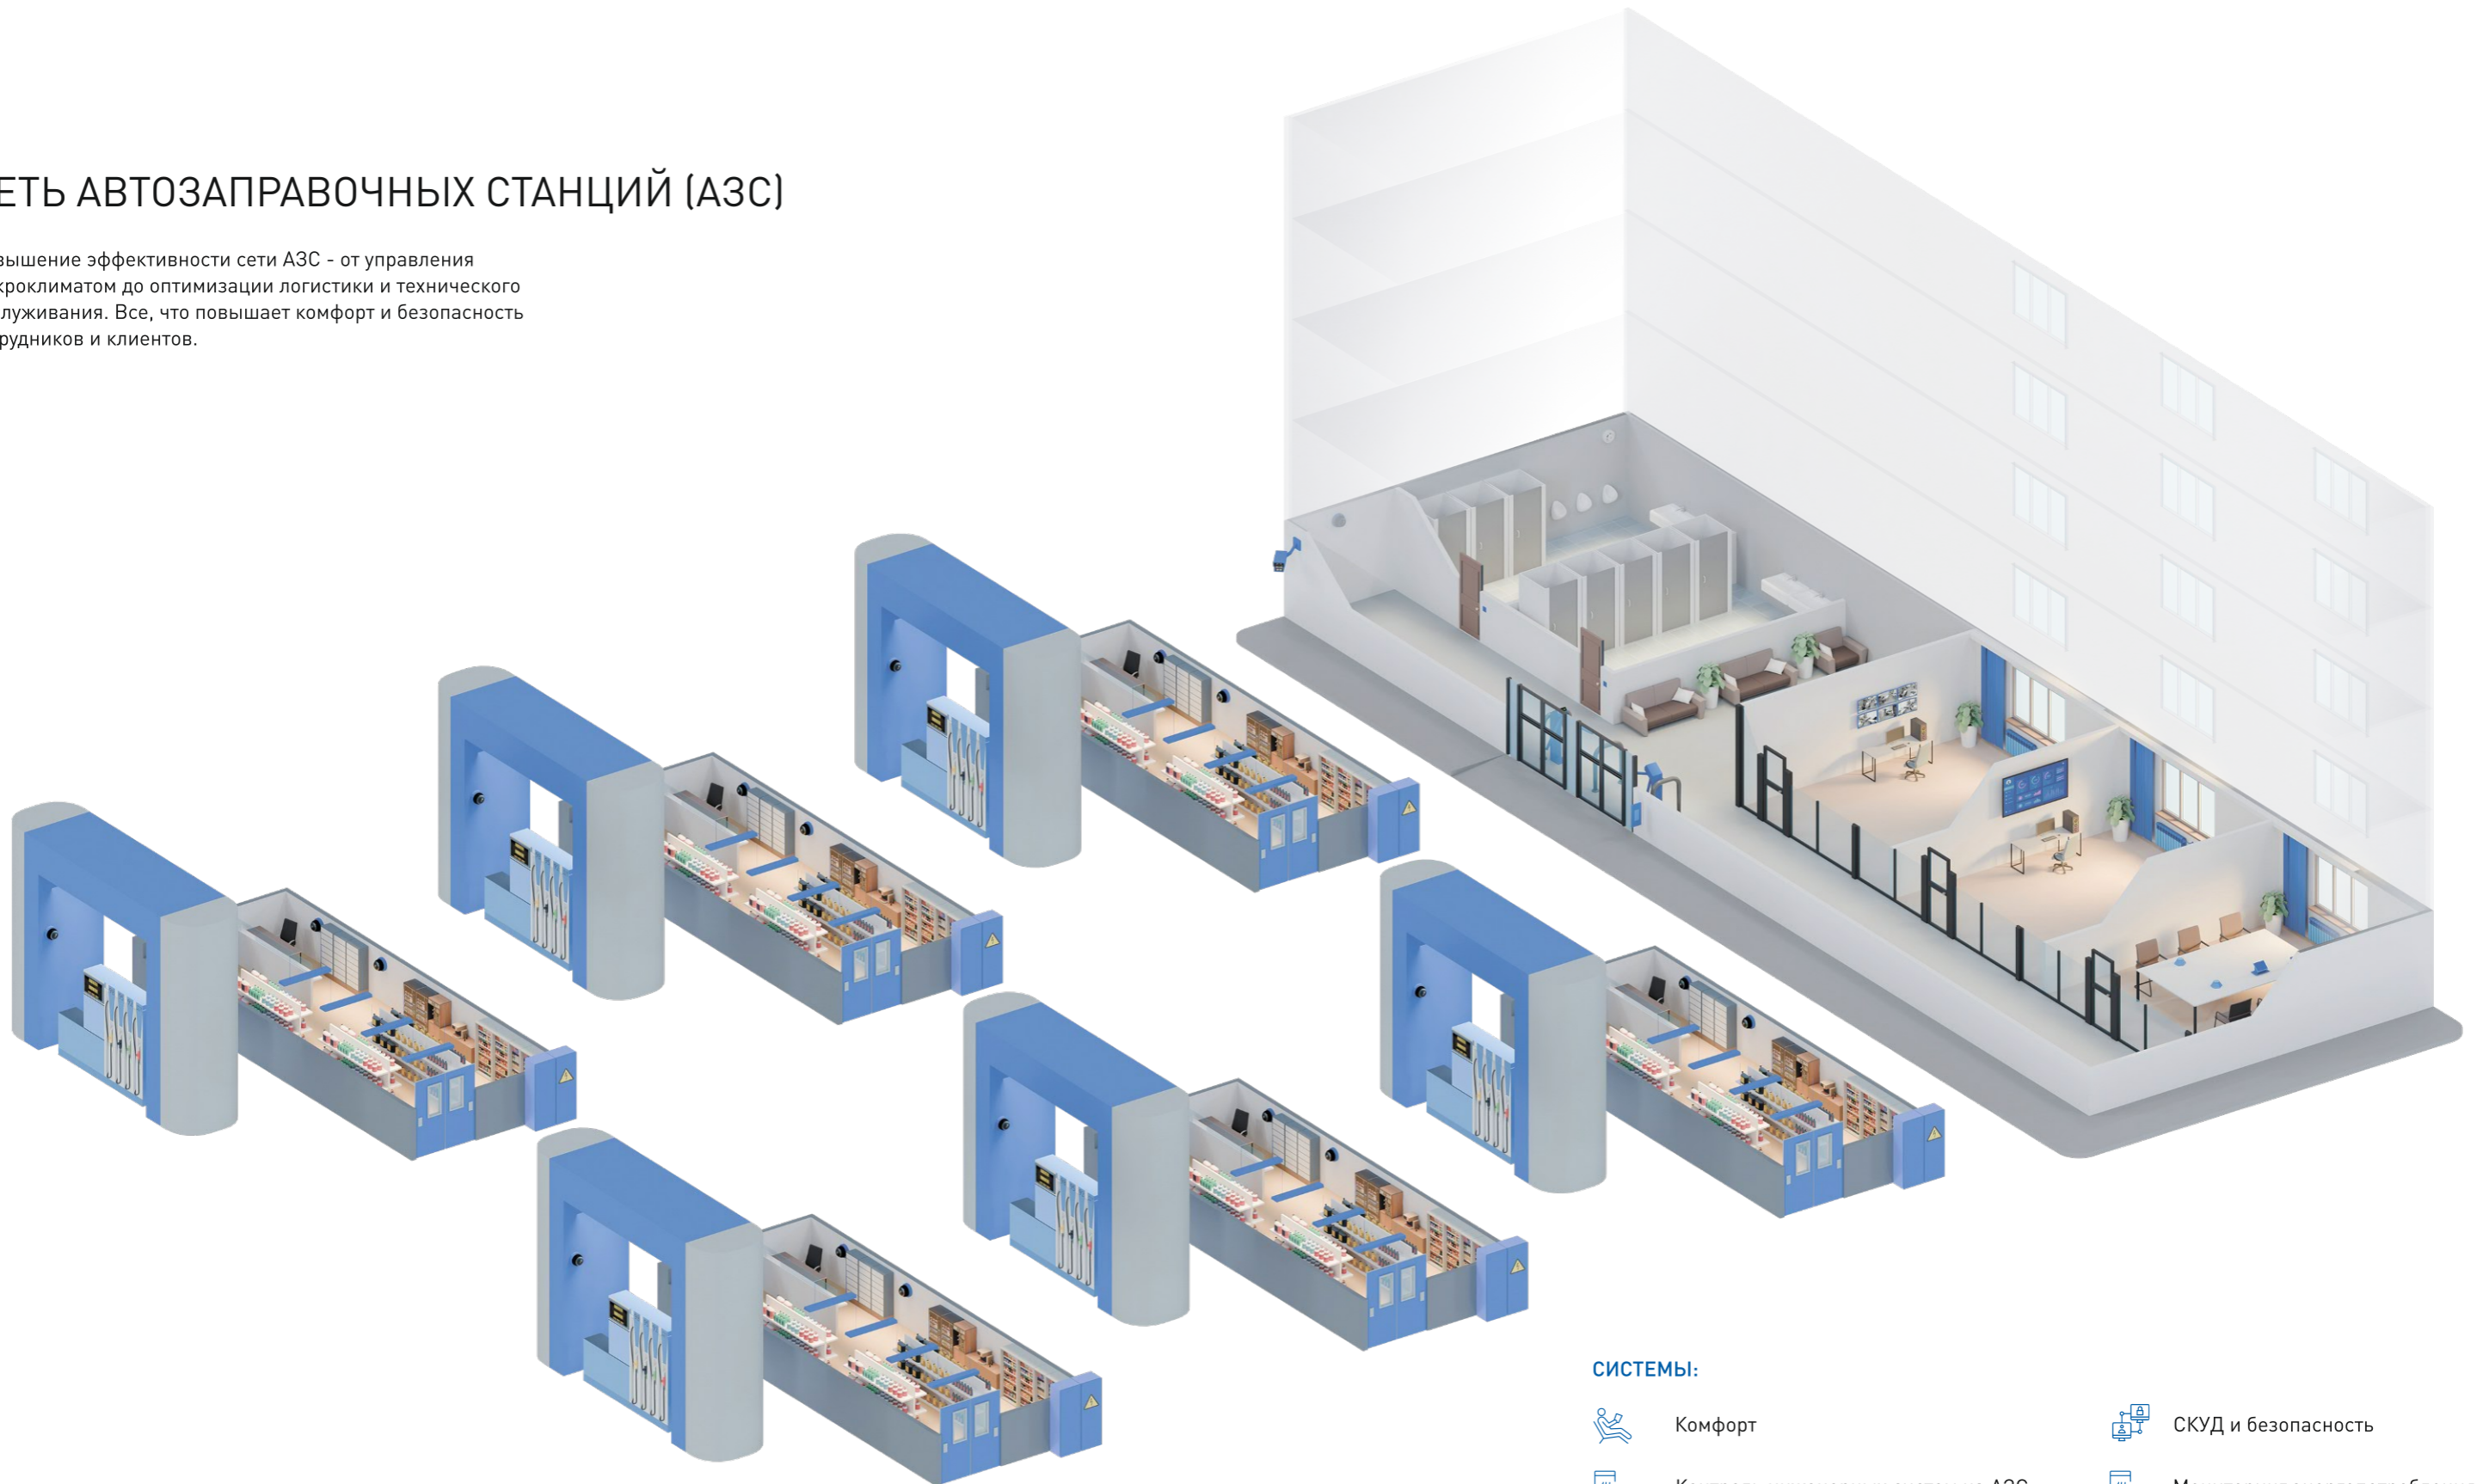 ЕТЬ АВТОЗАПРАВОЧНЫХ СТАНЦИЙ (АЗС)
вышение эффективности сети АЗС - от управления
кроклиматом до оптимизации логистики и технического
служивания. Все, что повышает комфорт и безопасность
рудников и клиентов.
СИСТЕМЫ:
Комфорт
СКУД и безопасность